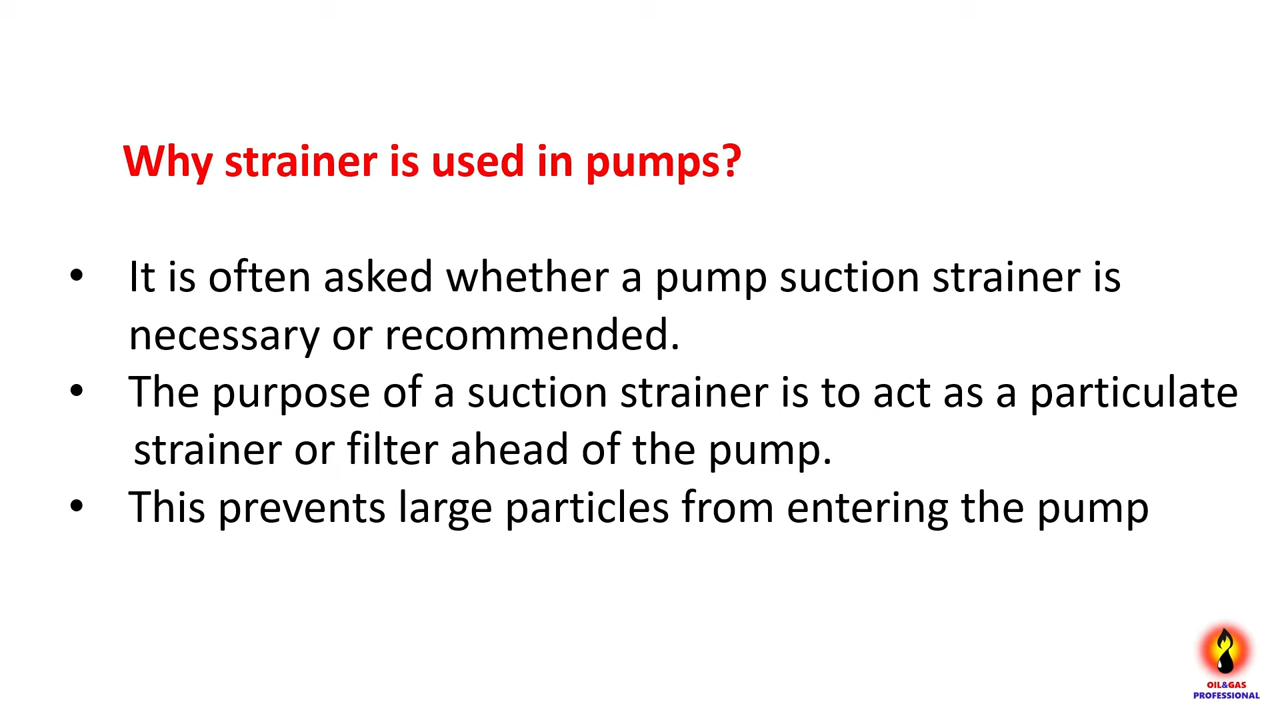 Why strainer is used in pumps?
• It is often asked whether a pump suction strainer is
necessary or recommended.
• The purpose of a suction strainer is to act as a particulate
strainer or filter ahead of the pump.
• This prevents large particles from entering the pump
OIL&GAS
PROFESSIONAL